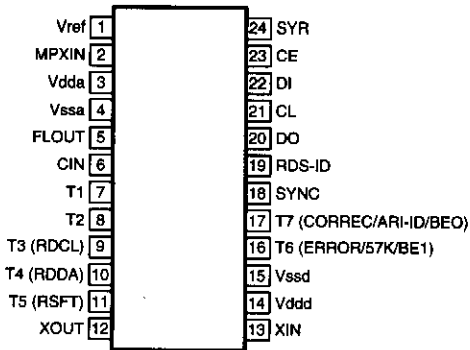 Vref 1
MPXIN 2
Vdda 3
Vssa 4
FLOUT 5
CIN 6
T1 7
T2 8
T3 (RDCL) 9
T4 (RDDA) 10
T5 (RSFT) 11
XOUT 12
24 SYR
23 CE
22 DI
21 CL
20 DO
19 RDS-ID
18 SYNC
17 T7 (CORREC/ARI-ID/BEO)
16 T6 (ERROR/57K/BE1)
15 Vssd
14 Vddd
13 XIN